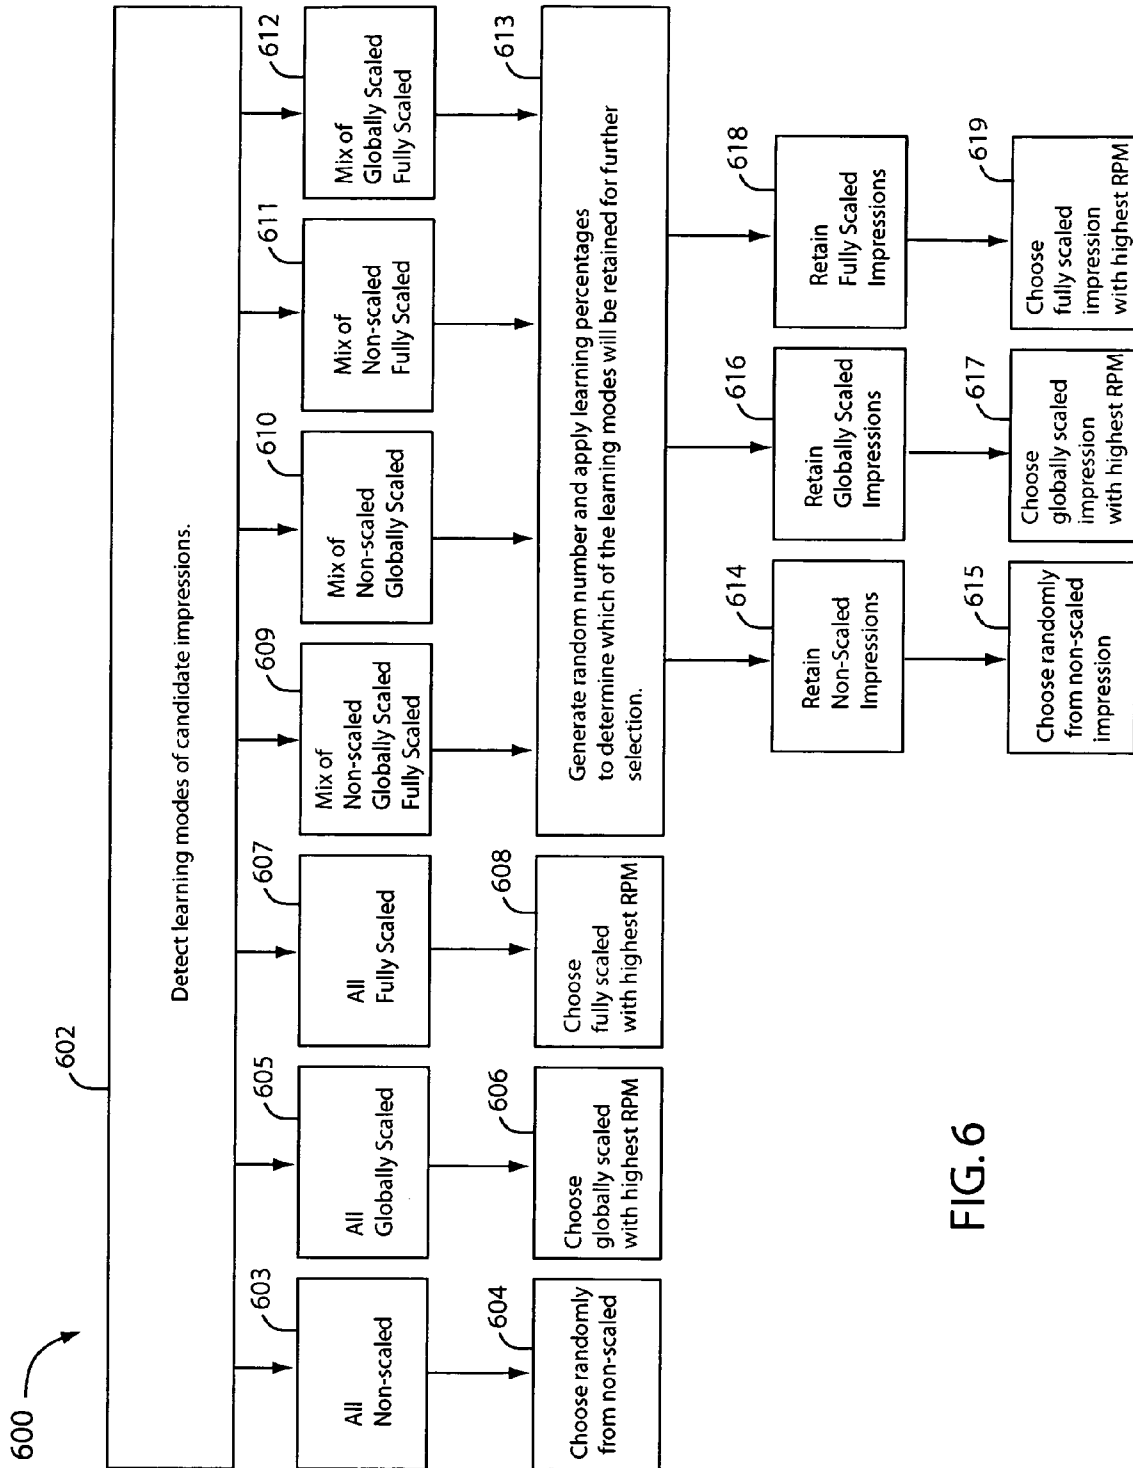 600
602
Detect learning modes of candidate impressions.
603
All
Non-scaled
605
All
Globally Scaled
607
All
Fully Scaled
609
Mix of
Non-scaled
Globally Scaled
Fully Scaled
610
Mix of
Non-scaled
Globally Scaled
611
Mix of
Non-scaled
Fully Scaled
612
Mix of
Globally Scaled
Fully Scaled
604
Choose randomly
from non-scaled
606
Choose
globally scaled
with highest RPM
608
Choose
fully scaled
with highest RPM
613
Generate random number and apply learning percentages
to determine which of the learning modes will be retained for further
selection.
614
Retain
Non-Scaled
Impressions
616
Retain
Globally Scaled
Impressions
618
Retain
Fully Scaled
Impressions
615
Choose randomly
from non-scaled
impression
617
Choose
globally scaled
impression
with highest RPM
619
Choose
fully scaled
impression
with highest RPM
FIG. 6